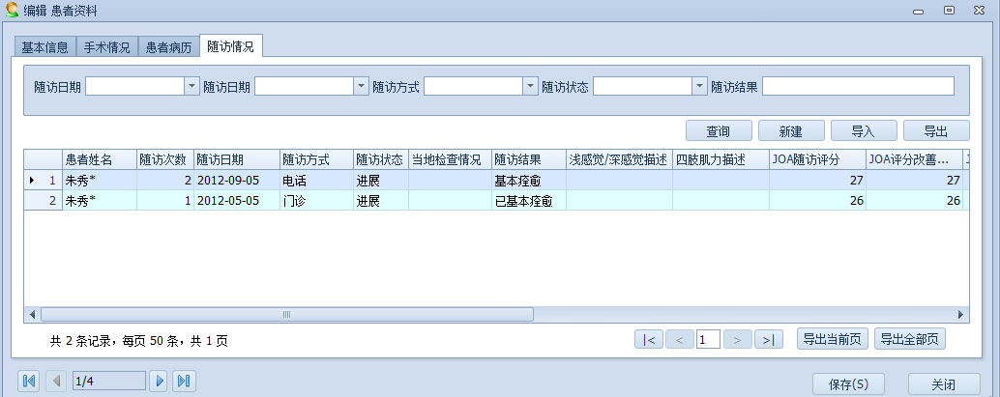 编辑 患者资料
基本信息 手术情况 患者病历 随访情况
随访日期 随访日期 随访方式 随访状态 随访结果
查询 新建 导入 导出
患者姓名 随访次数 随访日期 随访方式 随访状态 当地检查情况 随访结果 浅感觉/深感觉描述 四肢肌力描述 JOA随访评分 JOA评分改善...
1 朱秀* 2 2012-09-05 电话 进展 基本痊愈 27 27
2 朱秀* 1 2012-05-05 门诊 进展 已基本痊愈 26 26
共 2 条记录，每页 50 条，共 1 页 |< < 1 > >| 导出当前页 导出全部页
1/4 保存(S) 关闭